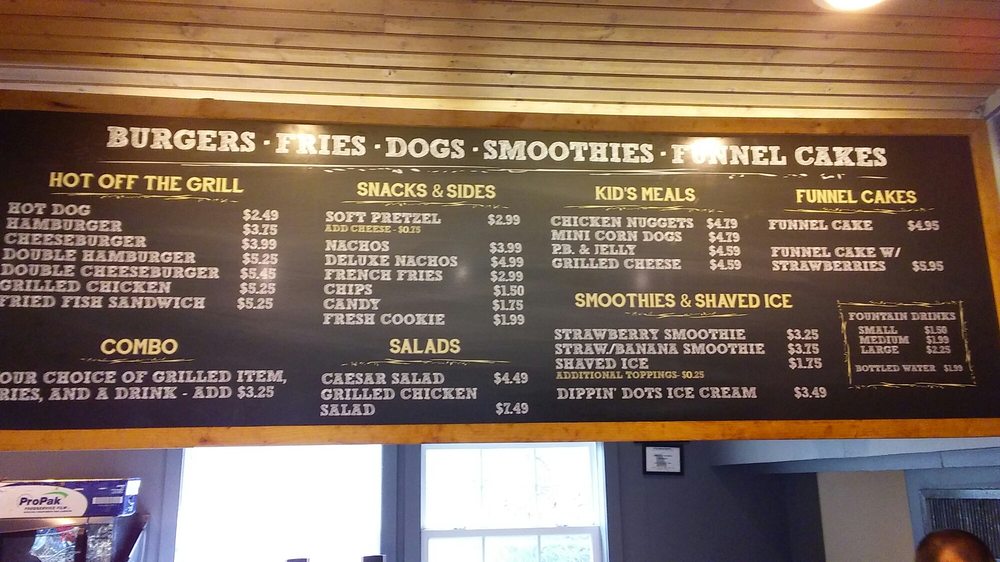 BURGERS · FRIES · DOGS · SMOOTHIES · FUNNEL CAKES
HOT OFF THE GRILL
HOT DOG $2.49
HAMBURGER $3.75
CHEESEBURGER $3.99
DOUBLE HAMBURGER $5.25
DOUBLE CHEESEBURGER $5.45
GRILLED CHICKEN $5.25
FRIED FISH SANDWICH $5.25
COMBO
OUR CHOICE OF GRILLED ITEM,
RIES, AND A DRINK - ADD $3.25
SNACKS & SIDES
SOFT PRETZEL $2.99
ADD CHEESE - $0.75
NACHOS $3.99
DELUXE NACHOS $4.99
FRENCH FRIES $2.99
CHIPS $1.50
CANDY $1.75
FRESH COOKIE $1.99
SALADS
CAESAR SALAD $4.49
GRILLED CHICKEN
SALAD $7.49
KID'S MEALS
CHICKEN NUGGETS $4.79
MINI CORN DOGS $4.79
P.B. & JELLY $4.59
GRILLED CHEESE $4.59
SMOOTHIES & SHAVED ICE
STRAWBERRY SMOOTHIE $3.25
STRAW/BANANA SMOOTHIE $3.75
SHAVED ICE $1.75
ADDITIONAL TOPPINGS- $0.25
DIPPIN' DOTS ICE CREAM $3.49
FUNNEL CAKES
FUNNEL CAKE $4.95
FUNNEL CAKE W/
STRAWBERRIES $5.95
FOUNTAIN DRINKS
SMALL $1.50
MEDIUM $1.99
LARGE $2.25
BOTTLED WATER $1.99
ProPak
FOODSERVICE FILM